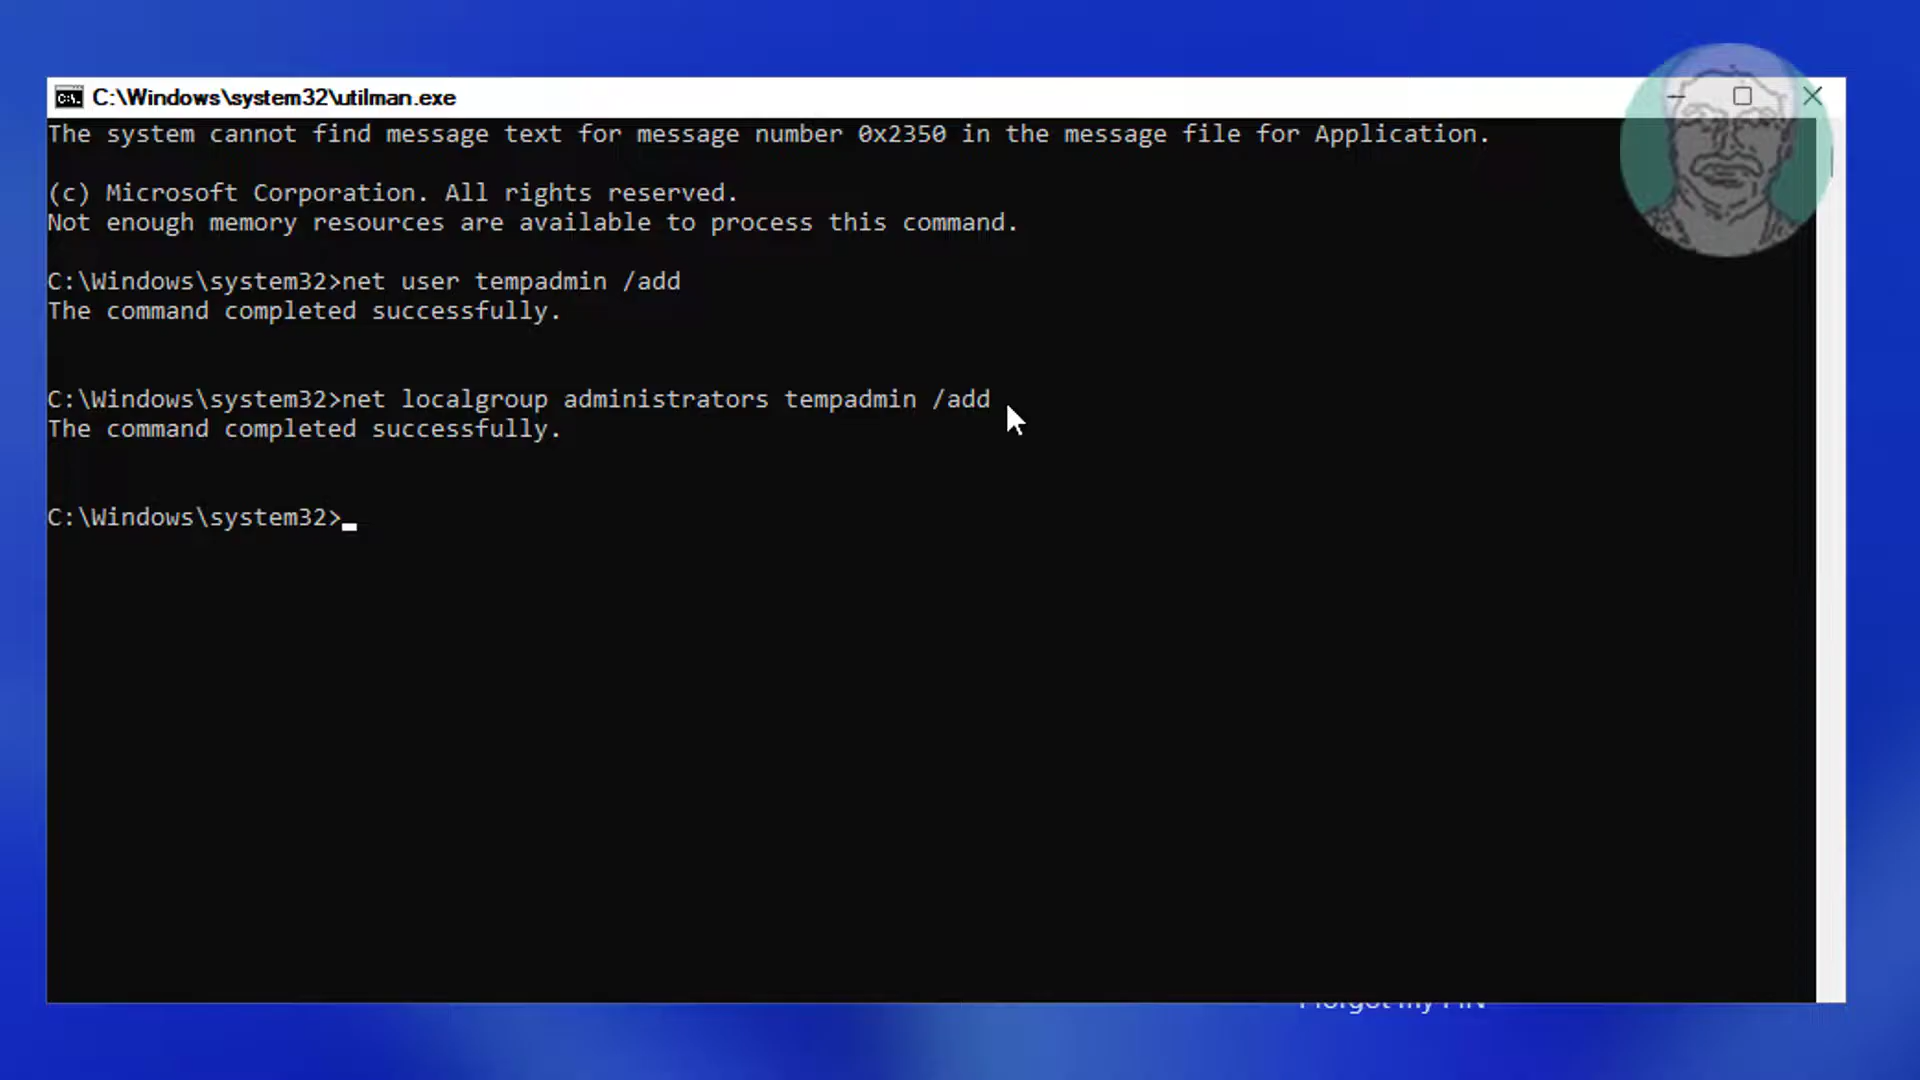 C:\Windows\system32\utilman.exe
The system cannot find message text for message number 0x2350 in the message file for Application.
(c) Microsoft Corporation. All rights reserved.
Not enough memory resources are available to process this command.
C:\Windows\system32>net user tempadmin /add
The command completed successfully.
C:\Windows\system32>net localgroup administrators tempadmin /add
The command completed successfully.
C:\Windows\system32>
I forgot my PIN